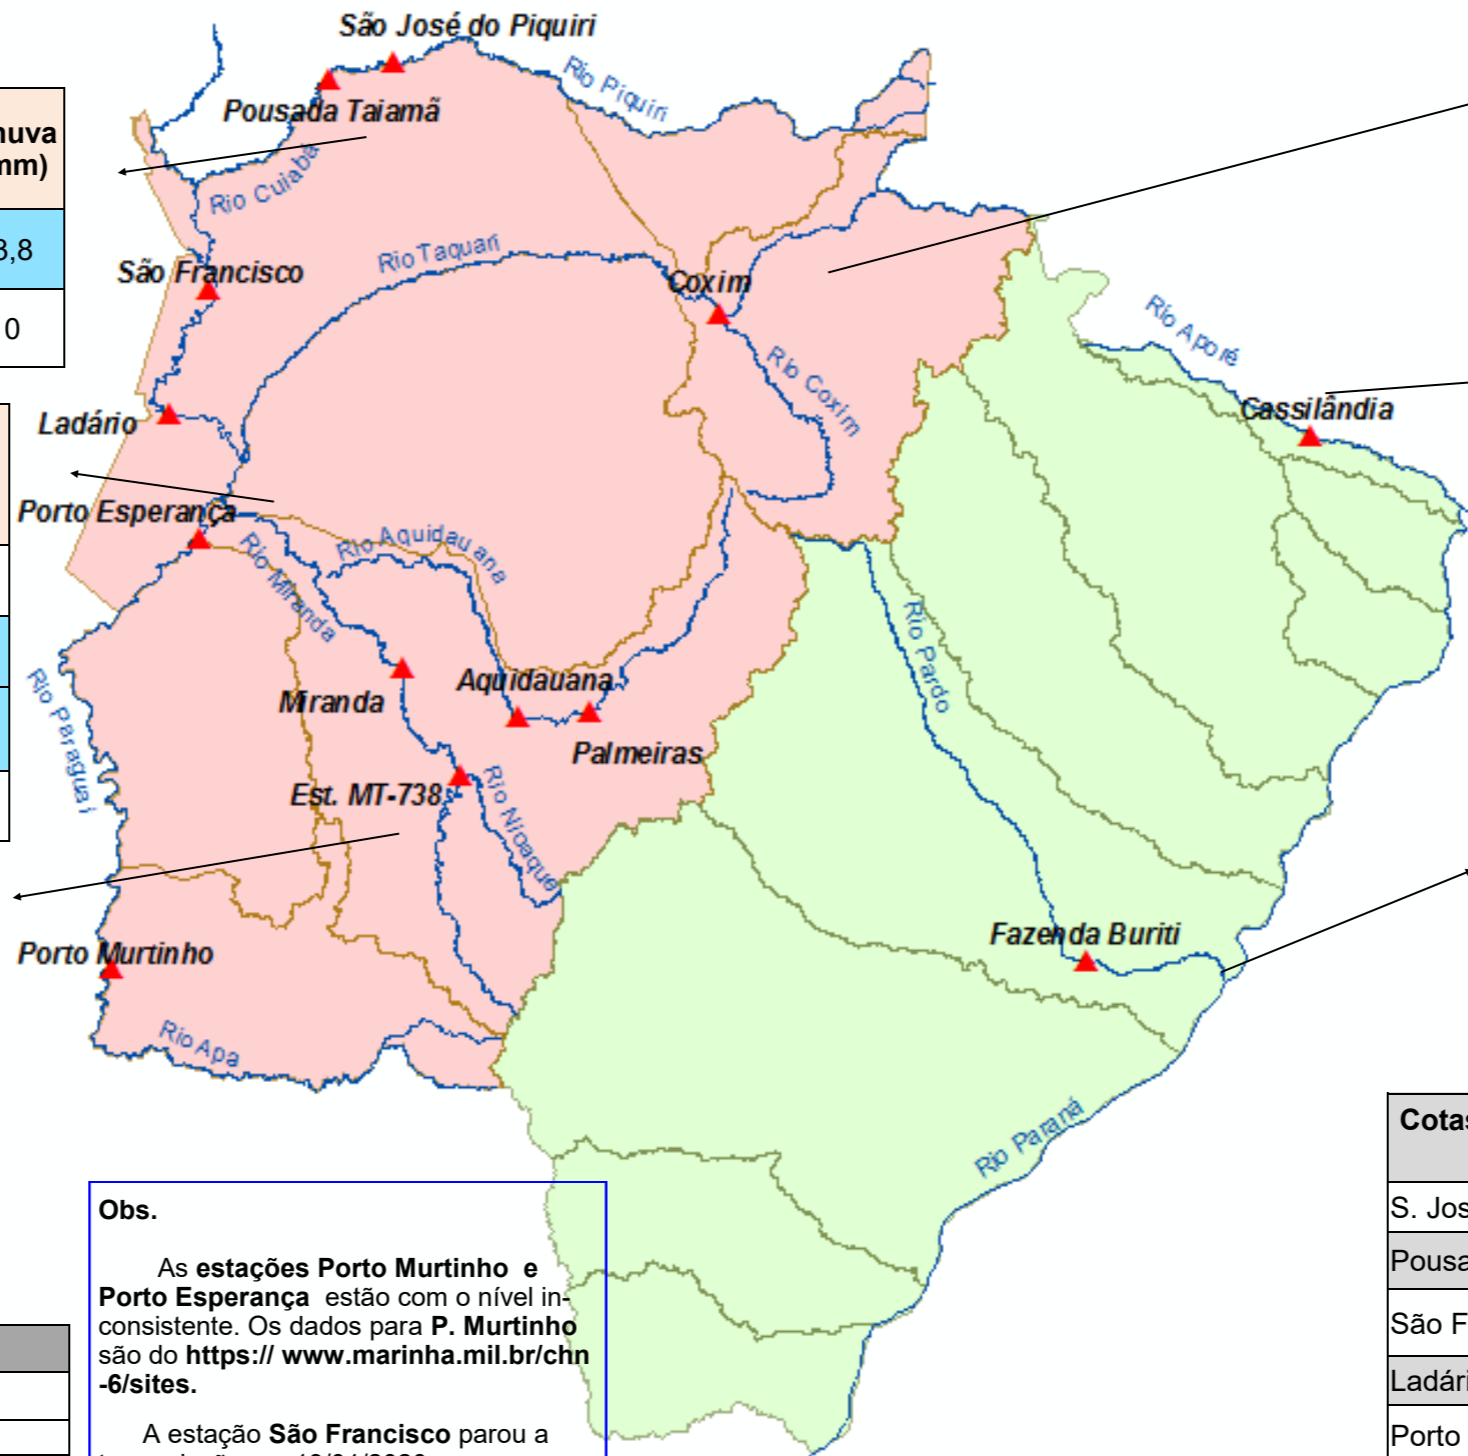 São José do Piquiri
Rio Piquiri
Pousada Taiamã
(mm)
Rio Cuiabá
3,8
Rio Taquari
São Francisco
Coxim
0
Rio Aporé
Rio Coxim
Cassilândia
Ladário
Porto Esperança
Rio Aquidauana
Rio Miranda
Rio Pardo
Aquidauana
Miranda
Rio Paraguai
Palmeiras
Est. MT-738
Rio Nioaque
Fazenda Buriti
Porto Murtinho
Rio Apa
Rio Paraná
Obs.
As estações Porto Murtinho e
Porto Esperança estão com o nível in-
consistente. Os dados para P. Murtinho
são do https:// www.marinha.mil.br/chn
-6/sites.
A estação São Francisco parou a
S. Jos
Pousa
São F
Ladári
Porto